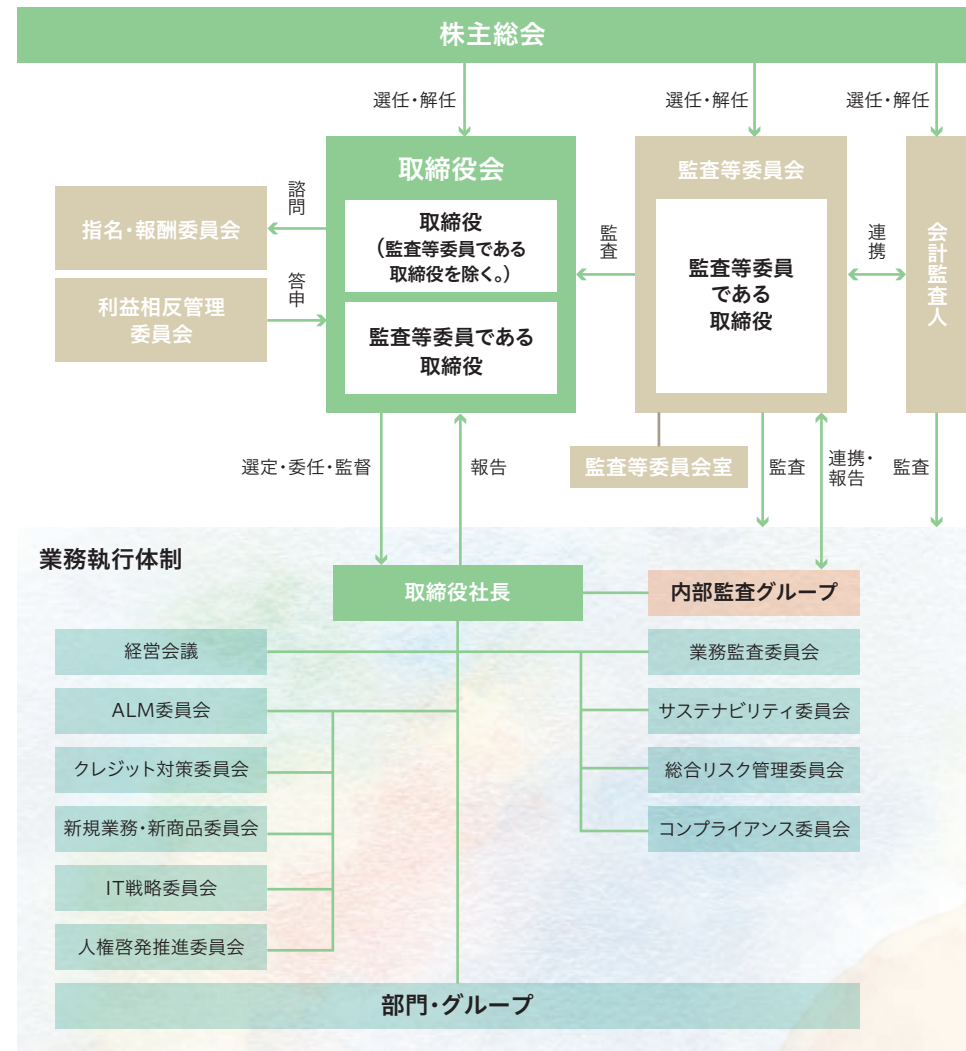 株主総会
選任・解任
選任・解任
選任・解任
取締役会
取締役
(監査等委員である
取締役を除く。)
監査等委員である
取締役
諮問
答申
指名・報酬委員会
利益相反管理
委員会
監査
監査等委員会
監査等委員
である
取締役
連携
会計監査人
選定・委任・監督
報告
監査等委員会室
監査
連携・
報告
監査
業務執行体制
取締役社長
内部監査グループ
経営会議
ALM委員会
クレジット対策委員会
新規業務・新商品委員会
IT戦略委員会
人権啓発推進委員会
業務監査委員会
サステナビリティ委員会
総合リスク管理委員会
コンプライアンス委員会
部門・グループ